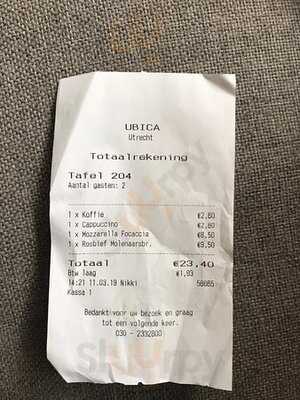 UBICA
Utrecht
Totaalrekening
Tafel 204
Aantal gasten: 2
1 x Koffie €2,60
1 x Cappuccino €2,80
1 x Mozzarella Focaccia €8,50
1 x Rosbief Molenaarsbr. €9,50
Totaal €23,40
Btw laag €1,93
14:21 11.03.19 Nikki 58065
Kassa 1
Bedankt voor uw bezoek en graag
tot een volgende keer.
030 - 2332800